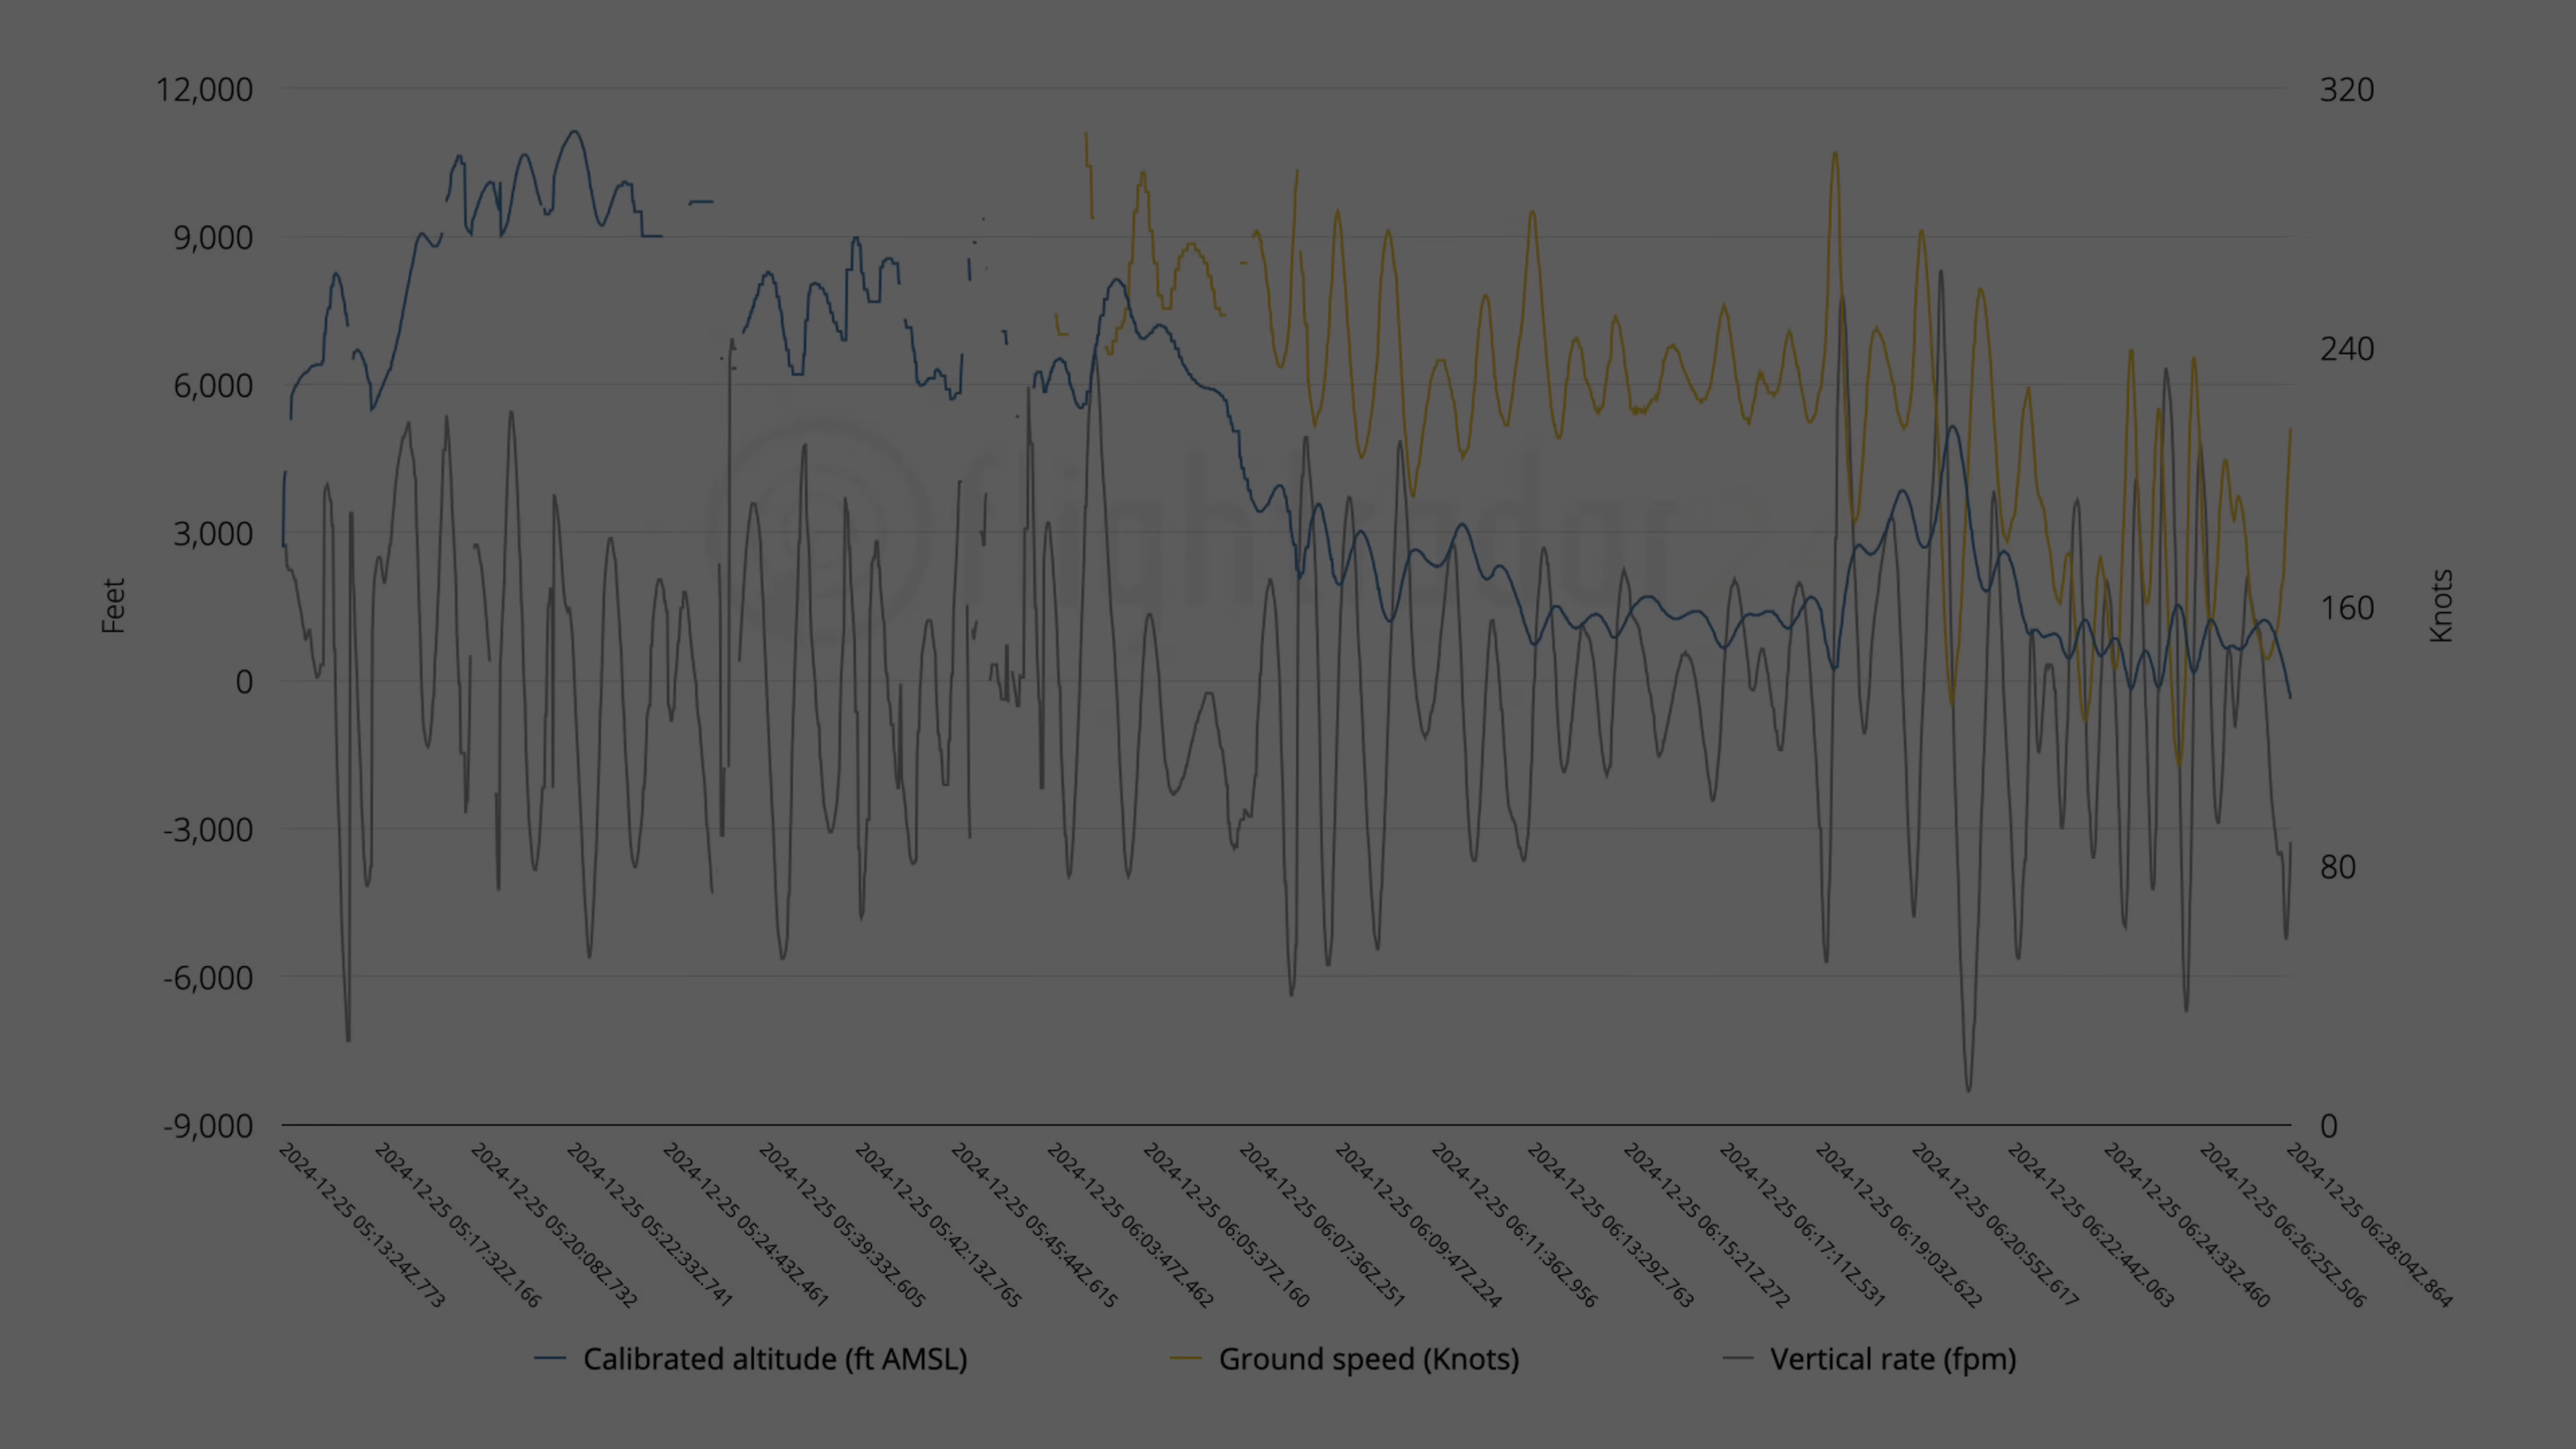 12,000
9,000
6,000
3,000
0
-3,000
-6,000
-9,000
Feet
320
240
160
80
0
Knots
flightradar
2024-12-25 05:13:24Z.773
2024-12-25 05:17:32Z.166
2024-12-25 05:20:08Z.732
2024-12-25 05:22:33Z.741
2024-12-25 05:24:43Z.461
2024-12-25 05:39:33Z.605
2024-12-25 05:42:13Z.765
2024-12-25 05:45:44Z.615
2024-12-25 06:03:47Z.462
2024-12-25 06:05:37Z.160
2024-12-25 06:07:36Z.251
2024-12-25 06:09:47Z.224
2024-12-25 06:11:36Z.956
2024-12-25 06:13:29Z.763
2024-12-25 06:15:21Z.272
2024-12-25 06:17:11Z.531
2024-12-25 06:19:03Z.622
2024-12-25 06:20:55Z.617
2024-12-25 06:22:44Z.063
2024-12-25 06:24:33Z.460
2024-12-25 06:26:25Z.506
2024-12-25 06:28:04Z.864
Calibrated altitude (ft AMSL)
Ground speed (Knots)
Vertical rate (fpm)